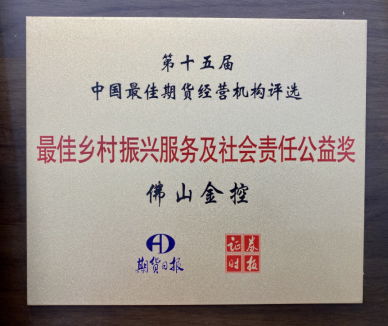 第十五届
中国最佳期货经营机构评选
最佳乡村振兴服务及社会责任公益奖
佛山金控
期货日报
证券时报